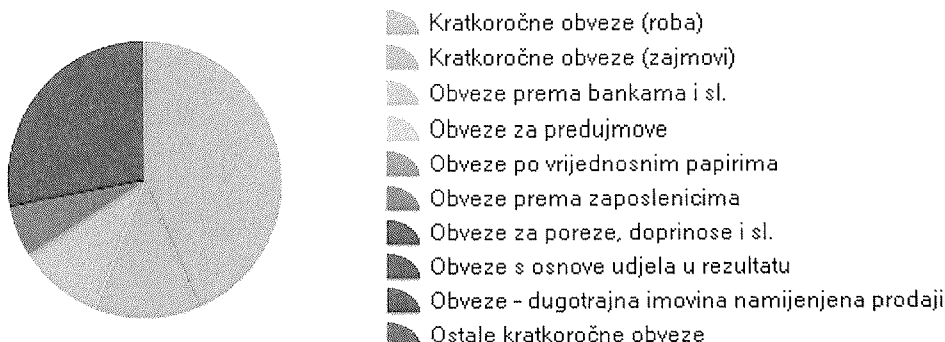 Kratkoročne obveze (roba)
Kratkoročne obveze (zajmovi)
Obveze prema bankama i sl.
Obveze za predujmove
Obveze po vrijednosnim papirima
Obveze prema zaposlenicima
Obveze za poreze, doprinose i sl.
Obveze s osnove udjela u rezultatu
Obveze - dugotrajna imovina namijenjena prodaji
Ostale kratkoročne obveze